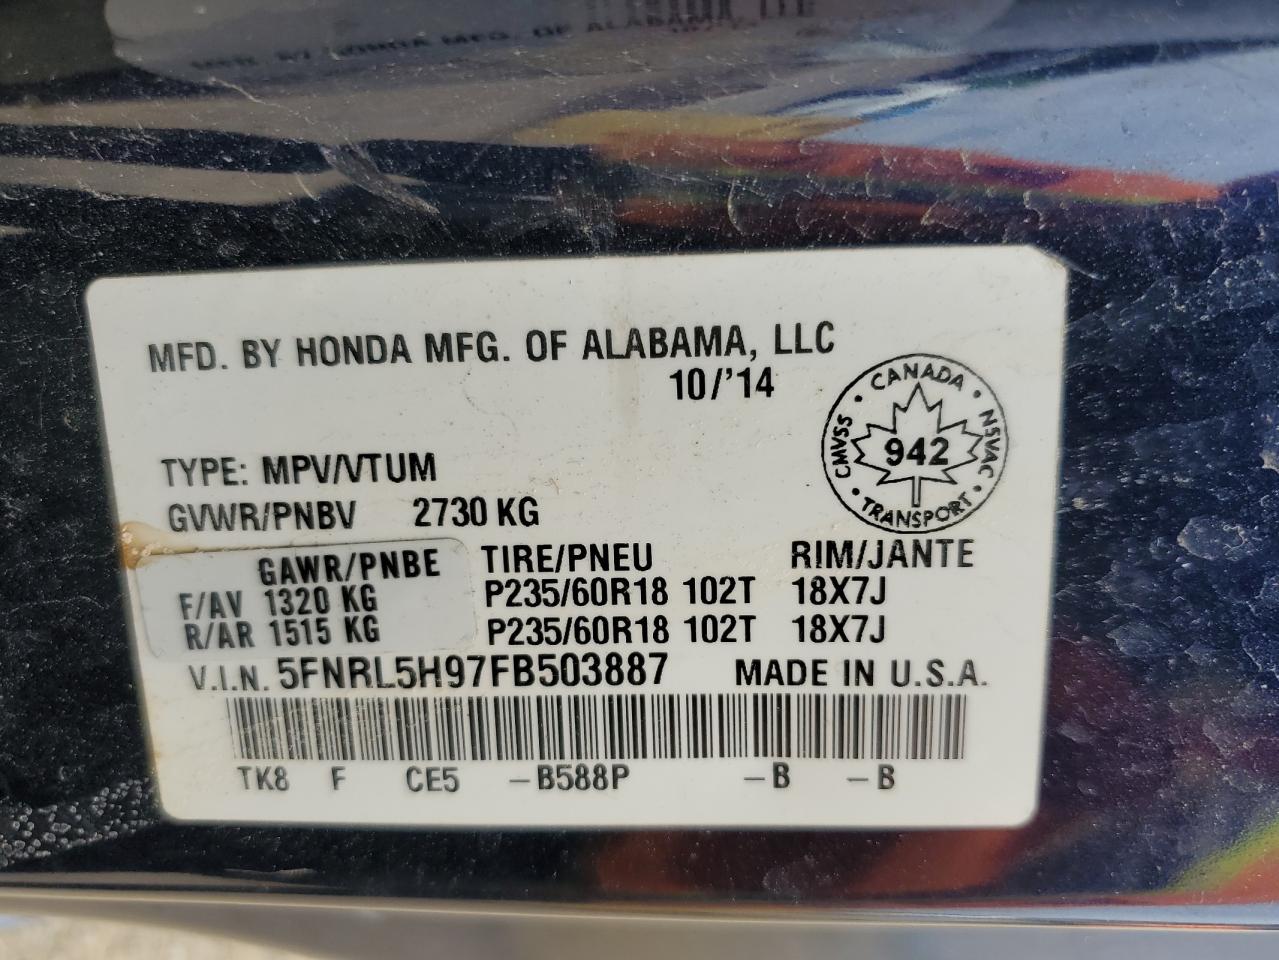 MFD. BY HONDA MFG. OF ALABAMA, LLC
10/'14
CANADA
CMVSS
NSVAC
942
TRANSPORT
TYPE: MPV/VTUM
GVWR/PNBV 2730 KG
GAWR/PNBE TIRE/PNEU RIM/JANTE
F/AV 1320 KG P235/60R18 102T 18X7J
R/AR 1515 KG P235/60R18 102T 18X7J
V.I.N. 5FNRL5H97FB503887 MADE IN U.S.A.
TK8 F CE5 -B588P -B -B